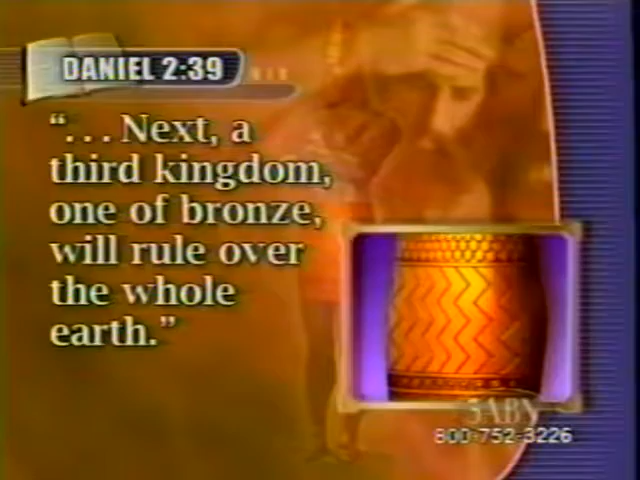 DANIEL 2:39
“. . . Next, a
third kingdom,
one of bronze,
will rule over
the whole
earth.”
3ABN
800-752-3226